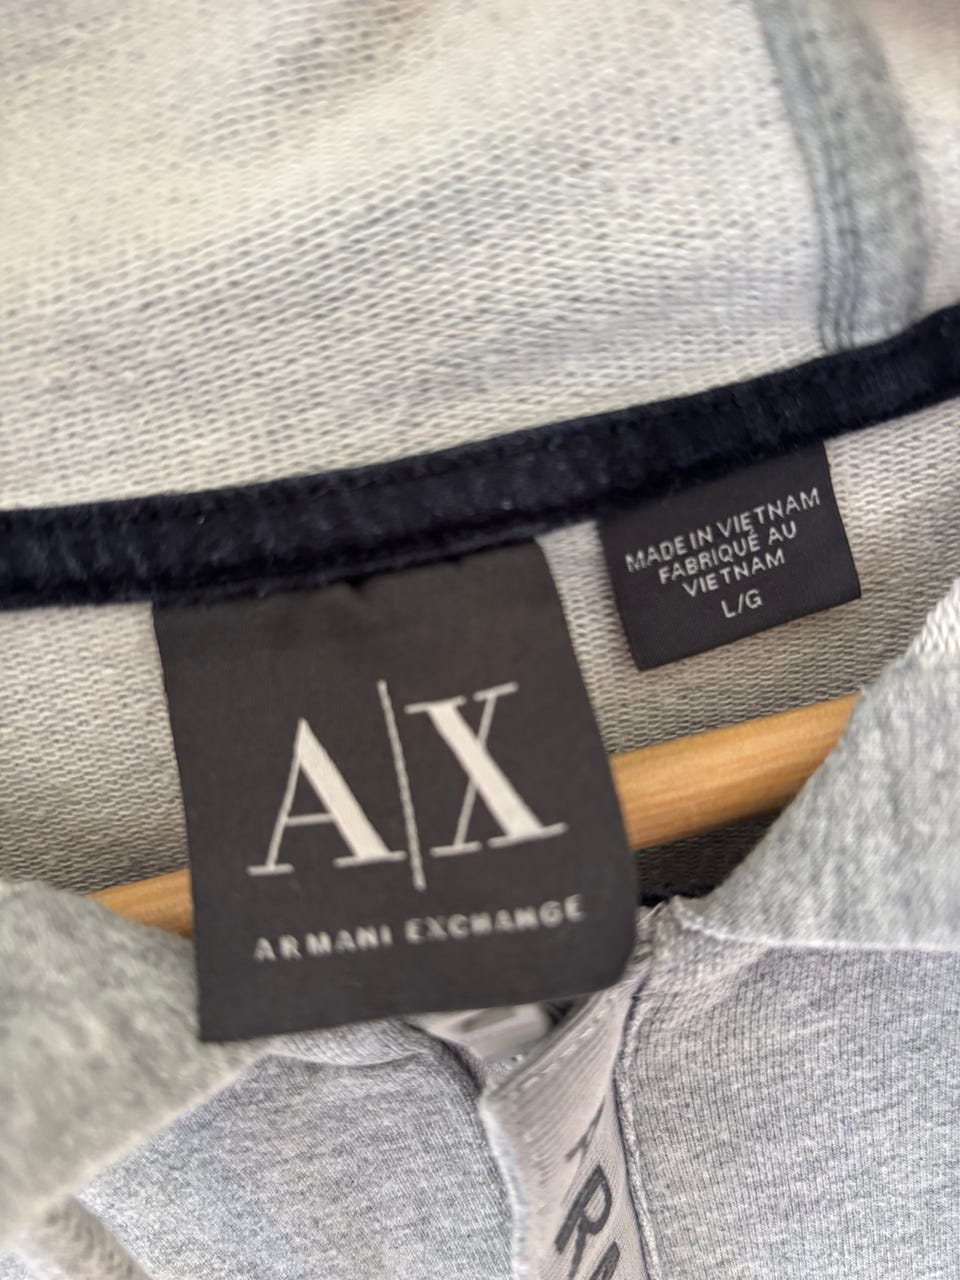 MADE IN VIETNAM
FABRIQUÉ AU
VIETNAM
L/G
A|X
ARMANI EXCHANGE